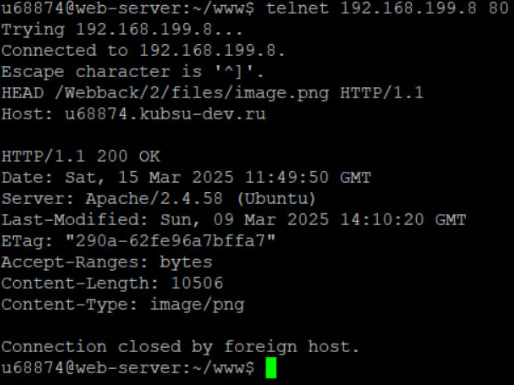 u68874@web-server:~/www$ telnet 192.168.199.8 80
Trying 192.168.199.8...
Connected to 192.168.199.8.
Escape character is '^]'.
HEAD /Webback/2/files/image.png HTTP/1.1
Host: u68874.kubsu-dev.ru
HTTP/1.1 200 OK
Date: Sat, 15 Mar 2025 11:49:50 GMT
Server: Apache/2.4.58 (Ubuntu)
Last-Modified: Sun, 09 Mar 2025 14:10:20 GMT
ETag: "290a-62fe96a7bffa7"
Accept-Ranges: bytes
Content-Length: 10506
Content-Type: image/png
Connection closed by foreign host.
u68874@web-server:~/www$